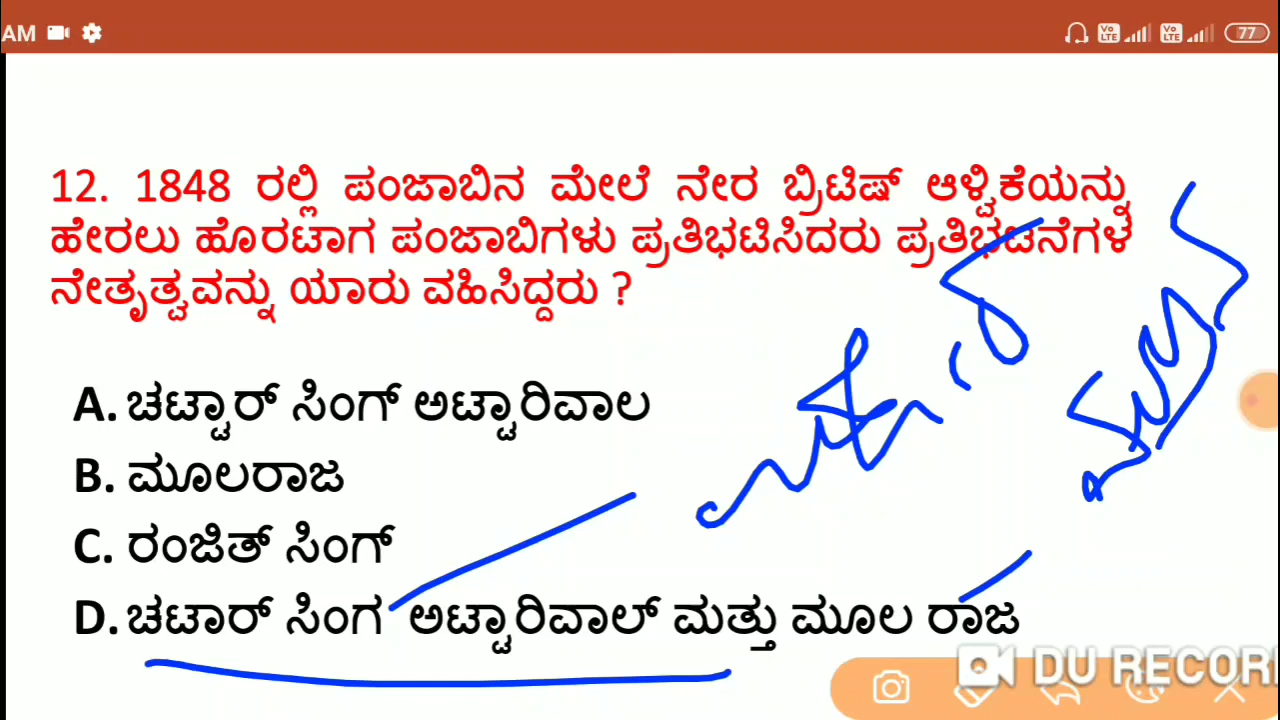 AM
77
12. 1848 ರಲ್ಲಿ ಪಂಜಾಬಿನ ಮೇಲೆ ನೇರ ಬ್ರಿಟಿಷ್ ಆಳ್ವಿಕೆಯನ್ನು
ಹೇರಲು ಹೊರಟಾಗ ಪಂಜಾಬಿಗಳು ಪ್ರತಿಭಟಿಸಿದರು ಪ್ರತಿಭಟನೆಗಳ
ನೇತೃತ್ವವನ್ನು ಯಾರು ವಹಿಸಿದ್ದರು ?
A. ಚಟ್ಟಾರ್ ಸಿಂಗ್ ಅಟ್ಟಾರಿವಾಲ
B. ಮೂಲರಾಜ
C. ರಂಜಿತ್ ಸಿಂಗ್
D. ಚಟಾರ್ ಸಿಂಗ ಅಟ್ಟಾರಿವಾಲ್ ಮತ್ತು ಮೂಲ ರಾಜ
DU RECOR